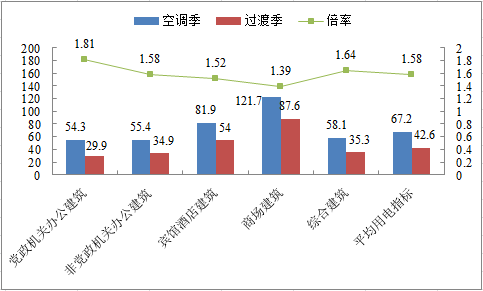 空调季 过渡季 倍率
200 180 160 140 120 100 80 60 40 20 0
1.81 1.58 1.52 1.39 1.64 1.58
54.3 29.9 55.4 34.9 81.9 54 121.7 87.6 58.1 35.3 67.2 42.6
2 1.8 1.6 1.4 1.2 1 0.8 0.6 0.4 0.2 0
党政机关办公建筑
非党政机关办公建筑
宾馆酒店建筑
商场建筑
综合建筑
平均用电指标